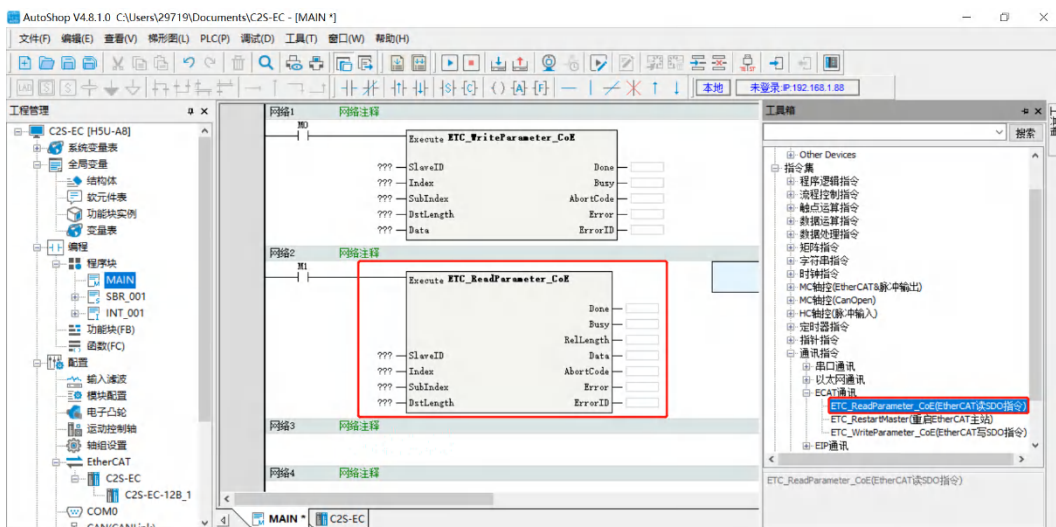 AutoShop V4.8.1.0 C:\Users\29719\Documents\C2S-EC - [MAIN *]
文件(F) 编辑(E) 查看(V) 梯形图(L) PLC(P) 调试(D) 工具(T) 窗口(W) 帮助(H)
本地 未登录:IP:192.168.1.88
工程管理
C2S-EC [H5U-A8]
系统变量表
全局变量
结构体
软元件表
功能块实例
变量表
编程
程序块
MAIN
SBR_001
INT_001
功能块(FB)
函数(FC)
配置
输入滤波
模块配置
电子凸轮
运动控制轴
轴组设置
EtherCAT
C2S-EC
C2S-EC-12B_1
COM0
CAN(CANLink)
网络1 网络注释
M0
Execute ETC_WriteParameter_CoE
??? SlaveID Done
??? Index Busy
??? SubIndex AbortCode
??? DstLength Error
??? Data ErrorID
网络2 网络注释
M1
Execute ETC_ReadParameter_CoE
Done
Busy
RelLength
??? SlaveID Data
??? Index AbortCode
??? SubIndex Error
??? DstLength ErrorID
网络3 网络注释
网络4 网络注释
MAIN * C2S-EC
工具箱
搜索
Other Devices
指令集
程序逻辑指令
流程控制指令
触点运算指令
数据运算指令
数据处理指令
矩阵指令
字符串指令
时钟指令
MC轴控(EtherCAT&脉冲输出)
MC轴控(CanOpen)
HC轴控(脉冲输入)
定时器指令
指针指令
通讯指令
串口通讯
以太网通讯
ECAT通讯
ETC_ReadParameter_CoE(EtherCAT读SDO指令)
ETC_RestartMaster(重启EtherCAT主站)
ETC_WriteParameter_CoE(EtherCAT写SDO指令)
EIP通讯
ETC_ReadParameter_CoE(EtherCAT读SDO指令)